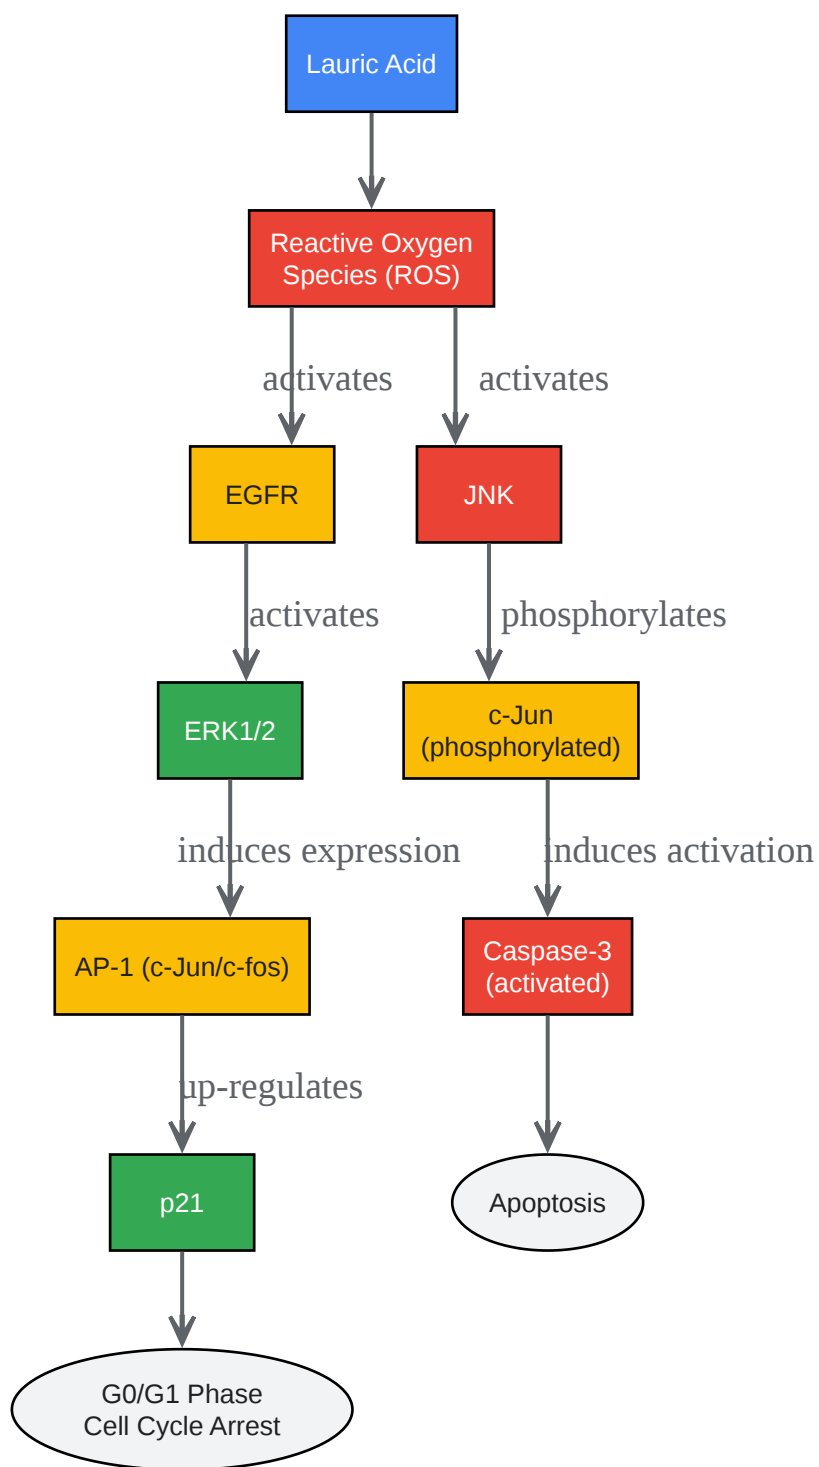 Lauric Acid
Reactive Oxygen
Species (ROS)
activates
activates
EGFR
JNK
activates
phosphorylates
ERK1/2
c-Jun
(phosphorylated)
induces expression
induces activation
AP-1 (c-Jun/c-fos)
Caspase-3
(activated)
up-regulates
p21
Apoptosis
G0/G1 Phase
Cell Cycle Arrest